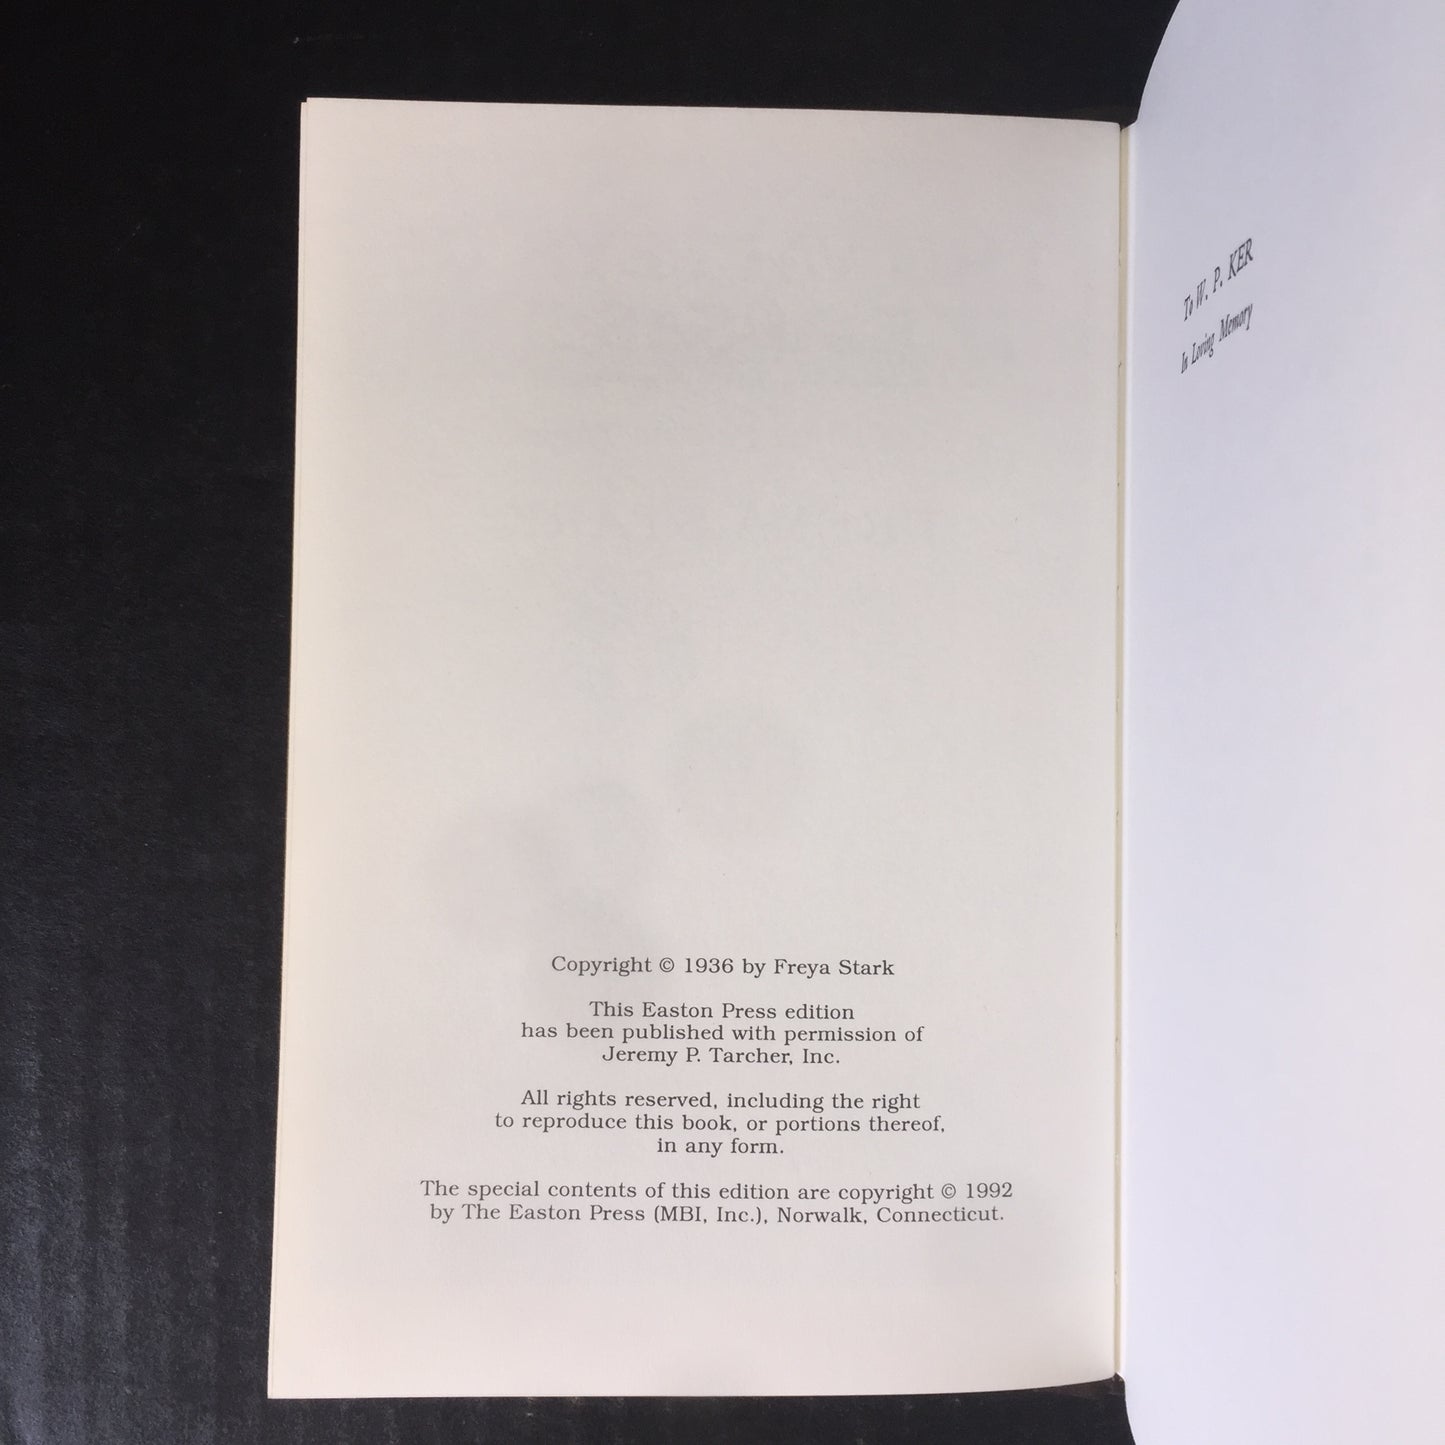 Copyright © 1936 by Freya Stark
This Easton Press edition
has been published with permission of
Jeremy P. Tarcher, Inc.
All rights reserved, including the right
to reproduce this book, or portions thereof,
in any form.
The special contents of this edition are copyright © 1992
by The Easton Press (MBI, Inc.), Norwalk, Connecticut.
To W. P. KER
In Loving Memory